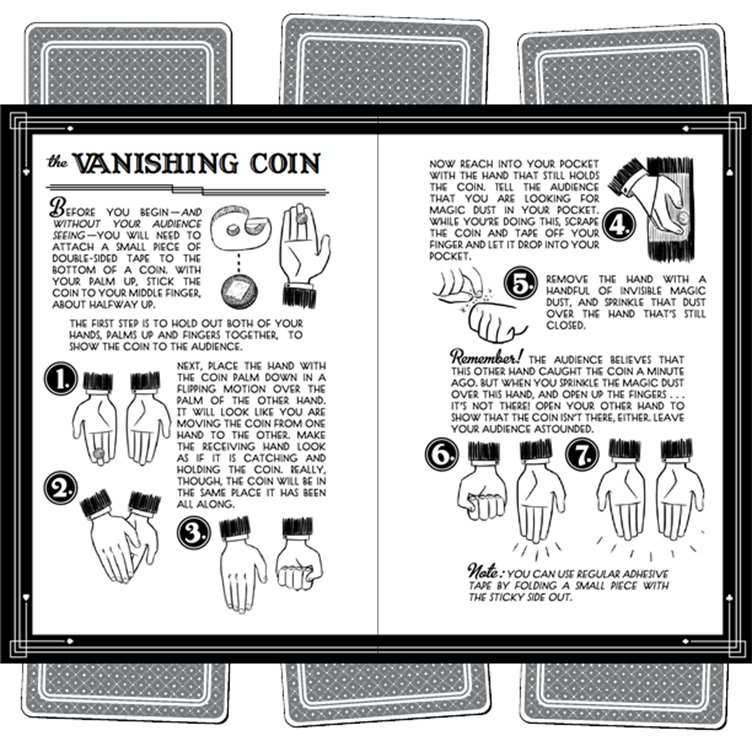 the VANISHING COIN
BEFORE YOU BEGIN—AND
WITHOUT YOUR AUDIENCE
SEEING—YOU WILL NEED TO
ATTACH A SMALL PIECE OF
DOUBLE-SIDED TAPE TO THE
BOTTOM OF A COIN. WITH
YOUR PALM UP, STICK THE
COIN TO YOUR MIDDLE FINGER,
ABOUT HALFWAY UP.
THE FIRST STEP IS TO HOLD OUT BOTH OF YOUR
HANDS, PALMS UP AND FINGERS TOGETHER, TO
SHOW THE COIN TO THE AUDIENCE.
1.
NEXT, PLACE THE HAND WITH
THE COIN PALM DOWN IN A
FLIPPING MOTION OVER THE
PALM OF THE OTHER HAND.
IT WILL LOOK LIKE YOU ARE
MOVING THE COIN FROM ONE
HAND TO THE OTHER. MAKE
THE RECEIVING HAND LOOK
AS IF IT IS CATCHING AND
HOLDING THE COIN. REALLY,
THOUGH, THE COIN WILL BE IN
THE SAME PLACE IT HAS BEEN
ALL ALONG.
2.
3.
NOW REACH INTO YOUR POCKET
WITH THE HAND THAT STILL HOLDS
THE COIN. TELL THE AUDIENCE
THAT YOU ARE LOOKING FOR
MAGIC DUST IN YOUR POCKET.
WHILE YOU'RE DOING THIS, SCRAPE
THE COIN AND TAPE OFF YOUR
FINGER AND LET IT DROP INTO YOUR
POCKET.
4.
5.
REMOVE THE HAND WITH A
HANDFUL OF INVISIBLE MAGIC
DUST, AND SPRINKLE THAT DUST
OVER THE HAND THAT'S STILL
CLOSED.
Remember! THE AUDIENCE BELIEVES THAT
THIS OTHER HAND CAUGHT THE COIN A MINUTE
AGO. BUT WHEN YOU SPRINKLE THE MAGIC DUST
OVER THIS HAND, AND OPEN UP THE FINGERS . . .
IT'S NOT THERE! OPEN YOUR OTHER HAND TO
SHOW THAT THE COIN ISN'T THERE, EITHER. LEAVE
YOUR AUDIENCE ASTOUNDED.
6.
7.
Note: YOU CAN USE REGULAR ADHESIVE
TAPE BY FOLDING A SMALL PIECE WITH
THE STICKY SIDE OUT.